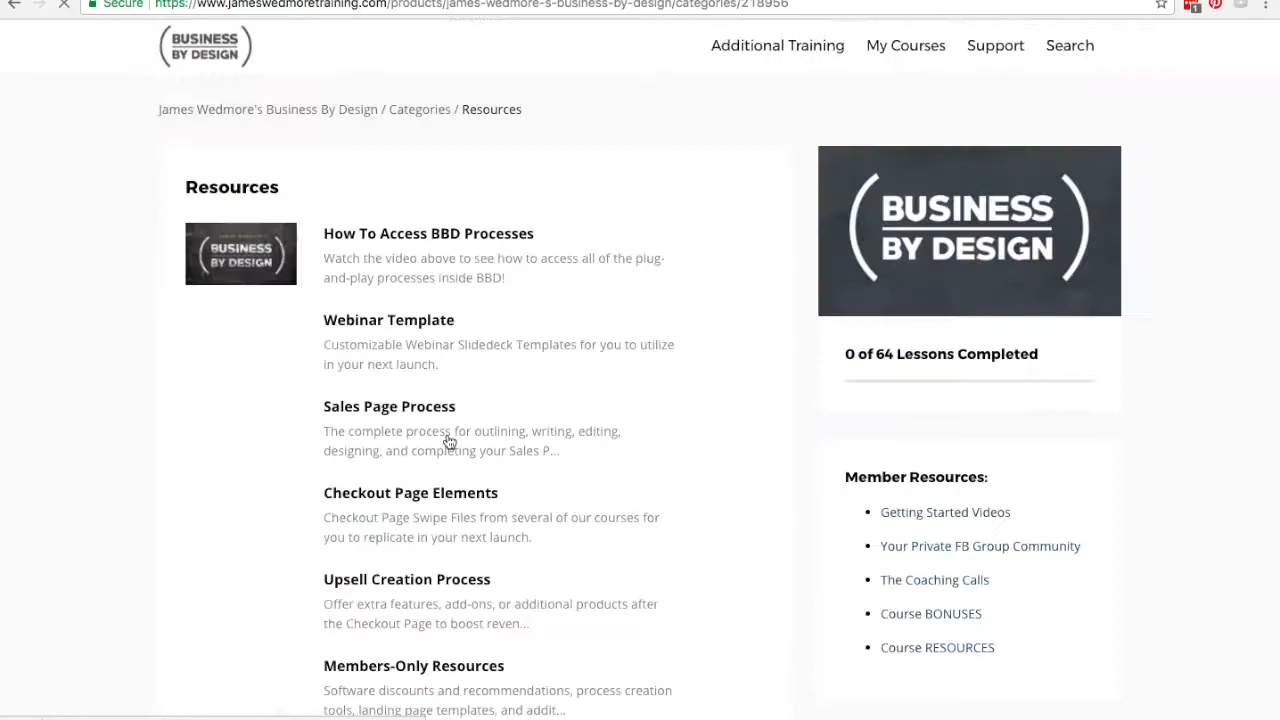 Secure
https://www.jameswedmoretraining.com/products/james-wedmore-s-business-by-design/categories/218956
1
BUSINESS
BY DESIGN
Additional Training
My Courses
Support
Search
James Wedmore's Business By Design / Categories / Resources
Resources
BUSINESS
BY DESIGN
How To Access BBD Processes
Watch the video above to see how to access all of the plug-
and-play processes inside BBD!
Webinar Template
Customizable Webinar Slidedeck Templates for you to utilize
in your next launch.
Sales Page Process
The complete process for outlining, writing, editing,
designing, and completing your Sales P...
Checkout Page Elements
Checkout Page Swipe Files from several of our courses for
you to replicate in your next launch.
Upsell Creation Process
Offer extra features, add-ons, or additional products after
the Checkout Page to boost reven...
Members-Only Resources
Software discounts and recommendations, process creation
tools, landing page templates, and addit...
BUSINESS
BY DESIGN
0 of 64 Lessons Completed
Member Resources:
Getting Started Videos
Your Private FB Group Community
The Coaching Calls
Course BONUSES
Course RESOURCES